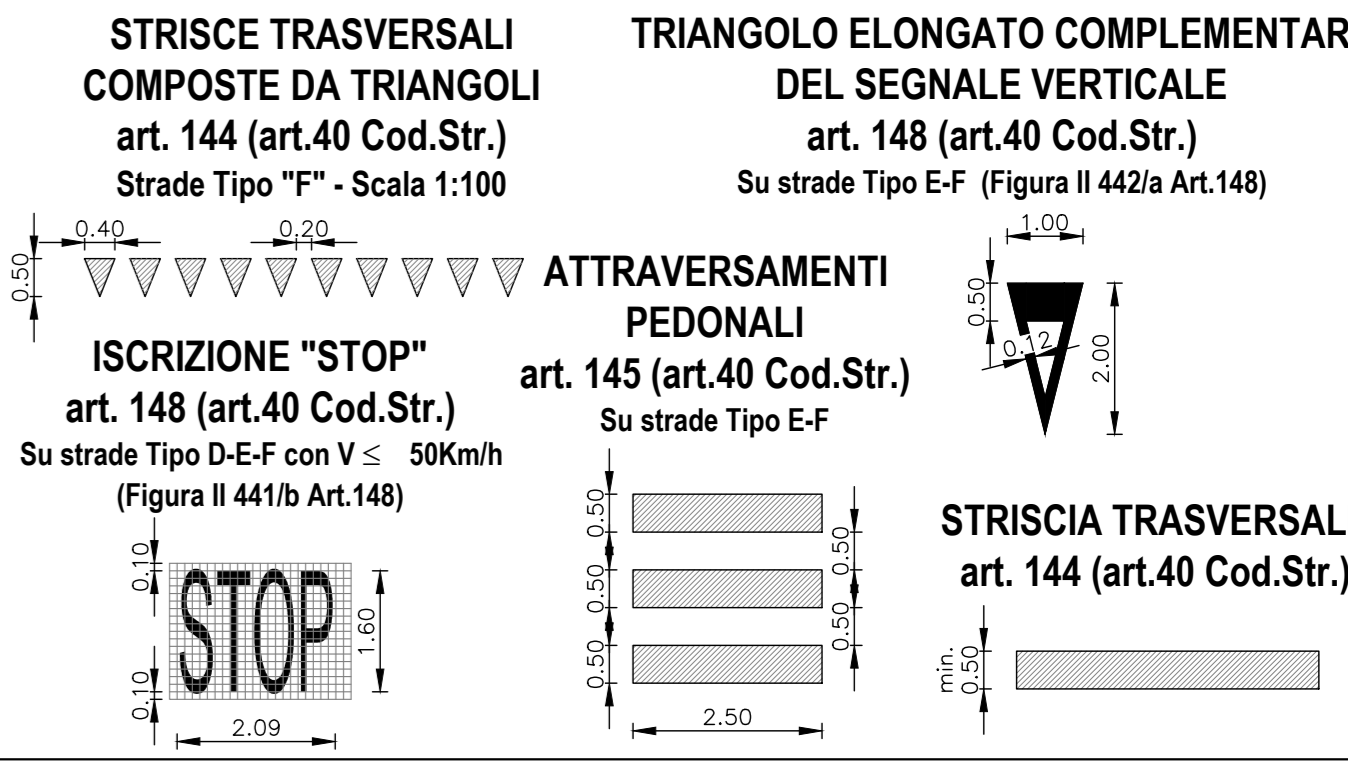 STRISCE TRASVERSALI
COMPOSTE DA TRIANGOLI
art. 144 (art.40 Cod.Str.)
Strade Tipo "F" - Scala 1:100
0.40
0.20
0.50
TRIANGOLO ELONGATO COMPLEMENTAR
DEL SEGNALE VERTICALE
art. 148 (art.40 Cod.Str.)
Su strade Tipo E-F (Figura II 442/a Art.148)
1.00
0.50
0.12
2.00
ISCRIZIONE "STOP"
art. 148 (art.40 Cod.Str.)
Su strade Tipo D-E-F con V ≤ 50Km/h
(Figura II 441/b Art.148)
0.10
STOP
1.60
0.10
2.09
ATTRAVERSAMENTI
PEDONALI
art. 145 (art.40 Cod.Str.)
Su strade Tipo E-F
0.50
0.50
0.50
0.50
0.50
2.50
STRISCIA TRASVERSAL
art. 144 (art.40 Cod.Str.)
min.
0.50